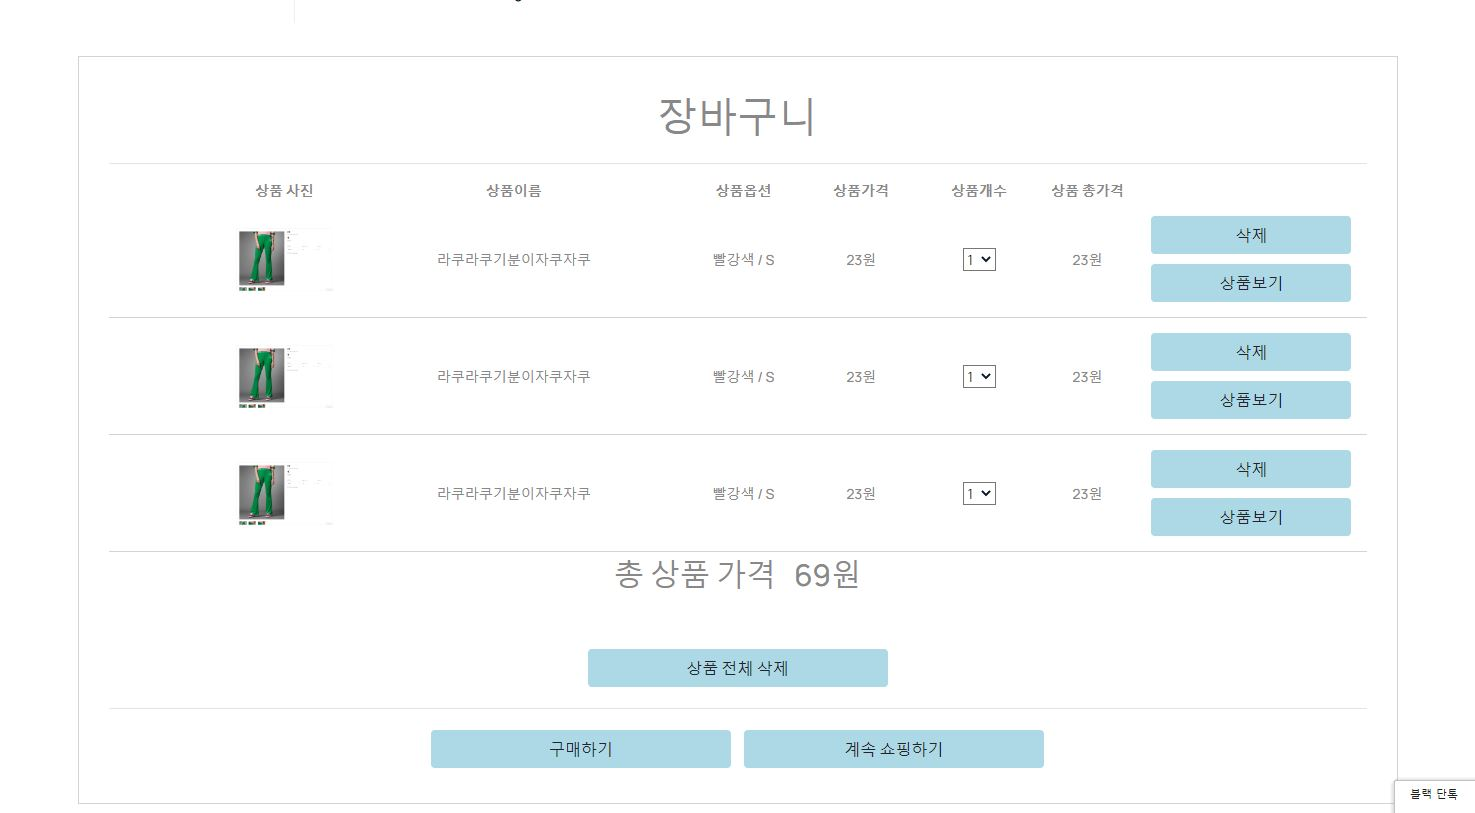 장바구니
상품 사진 상품이름 상품옵션 상품가격 상품개수 상품 총가격
라쿠라쿠기분이자쿠자쿠 빨강색 / S 23원 1 23원 삭제
상품보기
라쿠라쿠기분이자쿠자쿠 빨강색 / S 23원 1 23원 삭제
상품보기
라쿠라쿠기분이자쿠자쿠 빨강색 / S 23원 1 23원 삭제
상품보기
총 상품 가격 69원
상품 전체 삭제
구매하기 계속 쇼핑하기
블랙 단톡